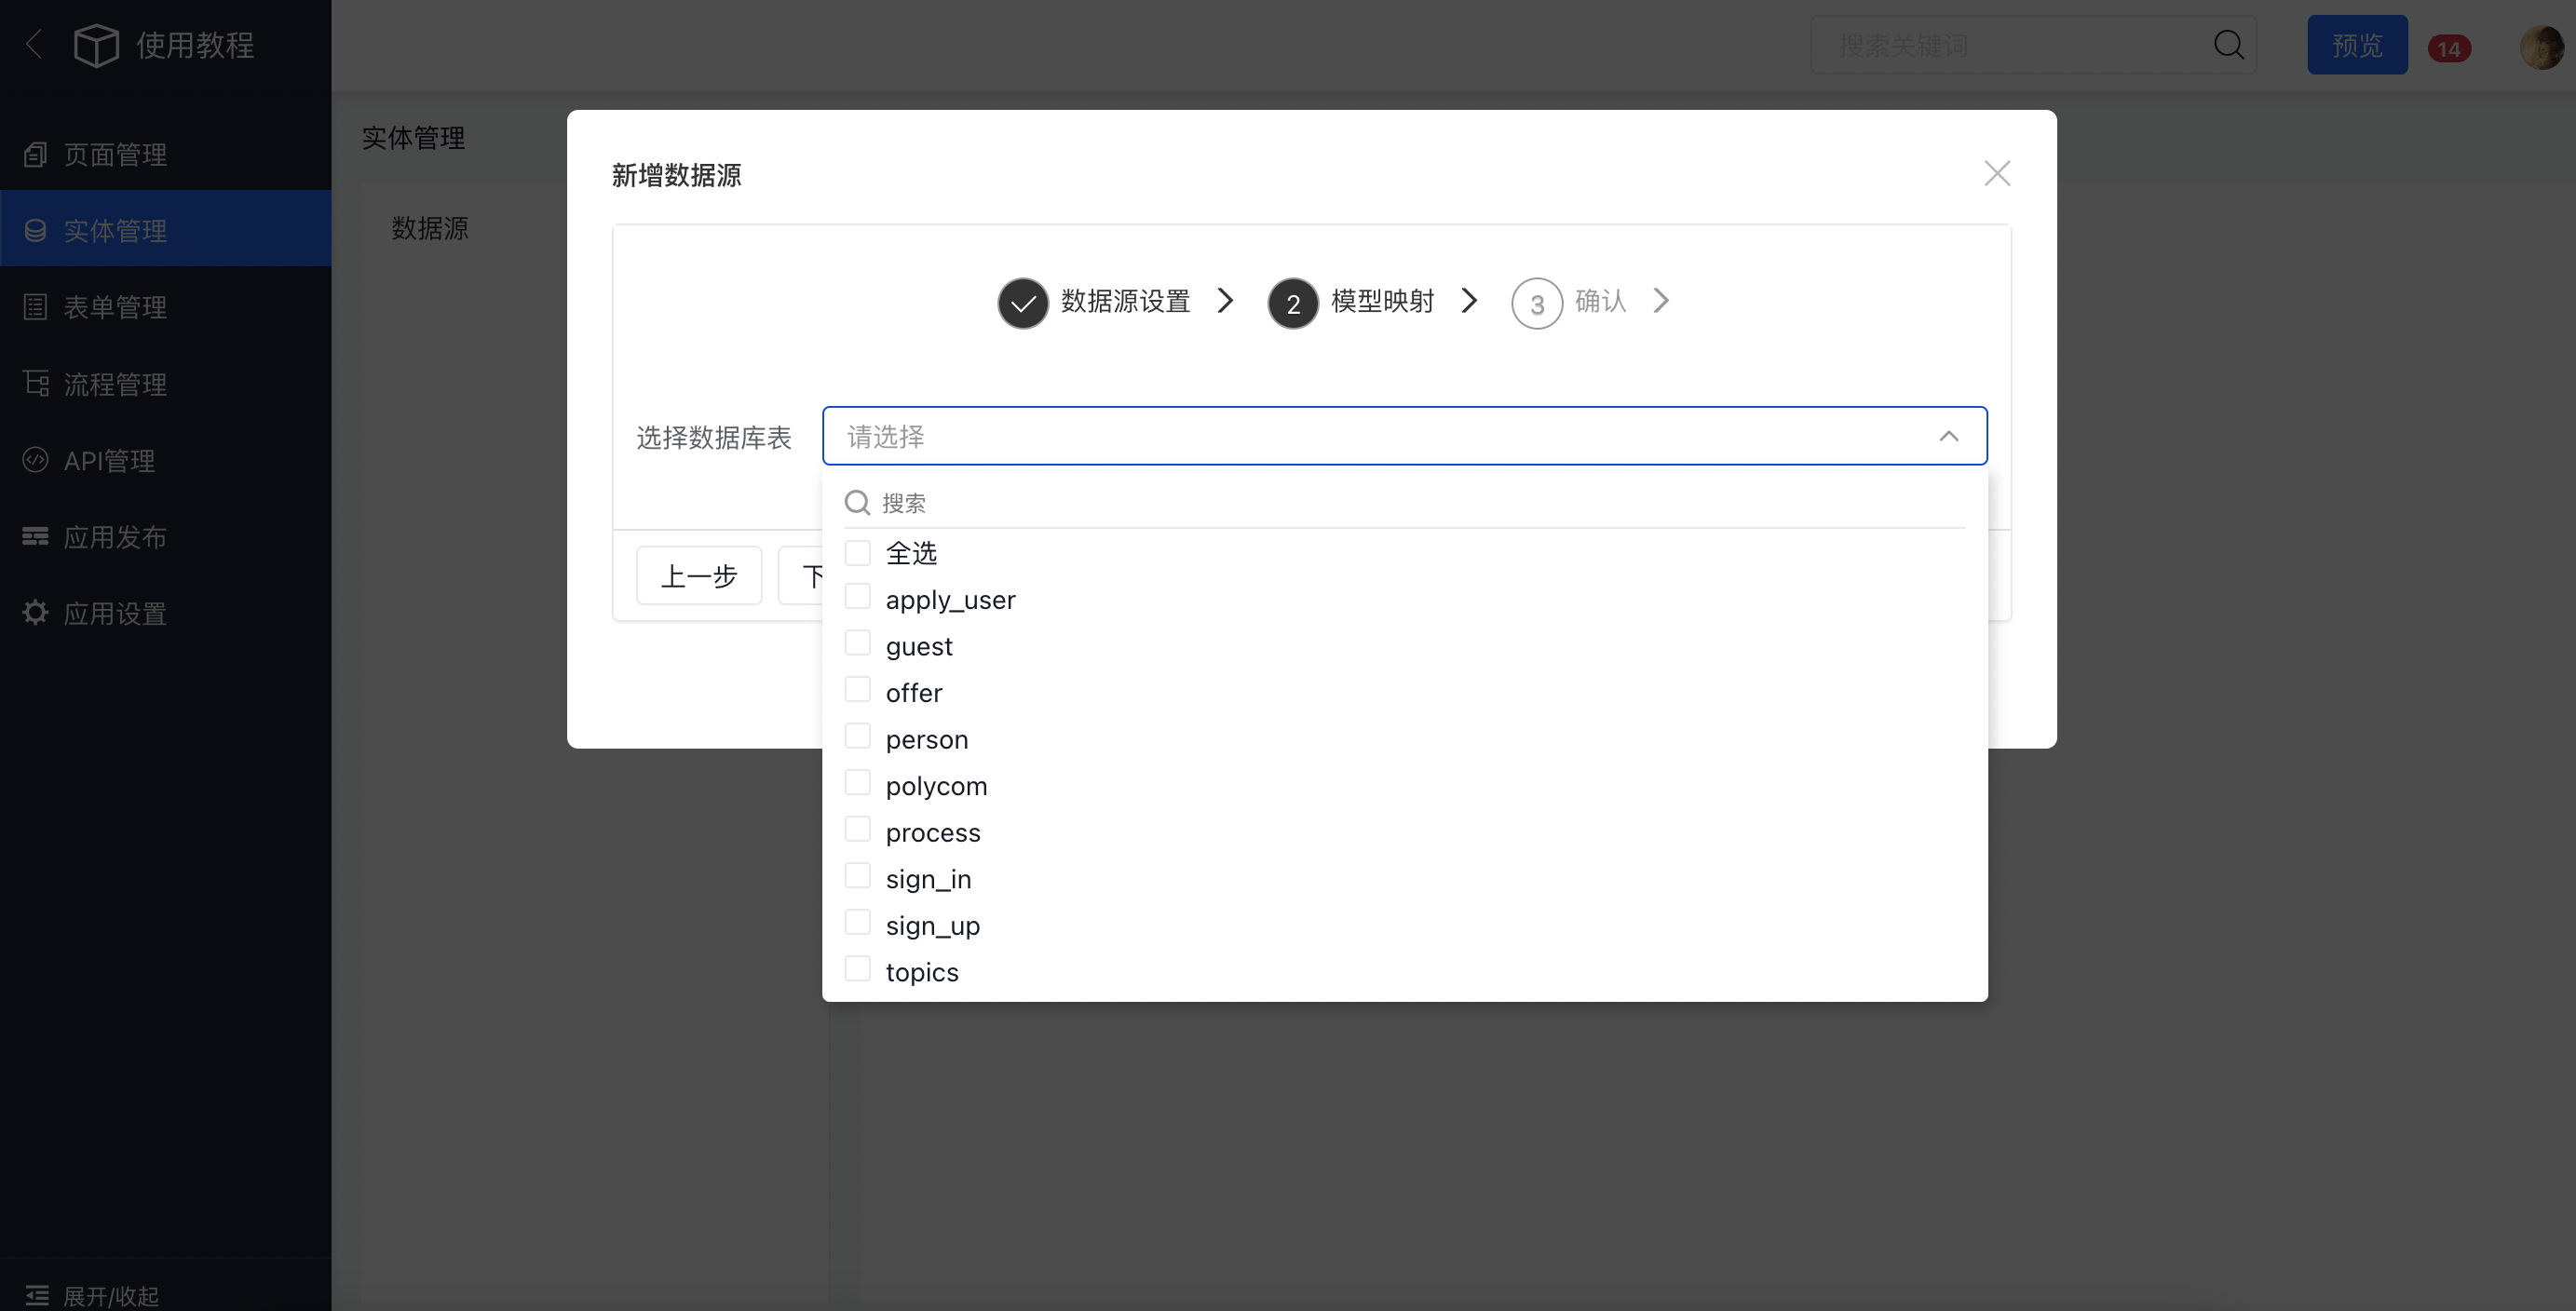 使用教程
搜索关键词
预览
14
页面管理
实体管理
表单管理
流程管理
API管理
应用发布
应用设置
展开/收起
实体管理
数据源
新增数据源
数据源设置
2 模型映射
3 确认
选择数据库表
请选择
搜索
全选
apply_user
guest
offer
person
polycom
process
sign_in
sign_up
topics
上一步
下